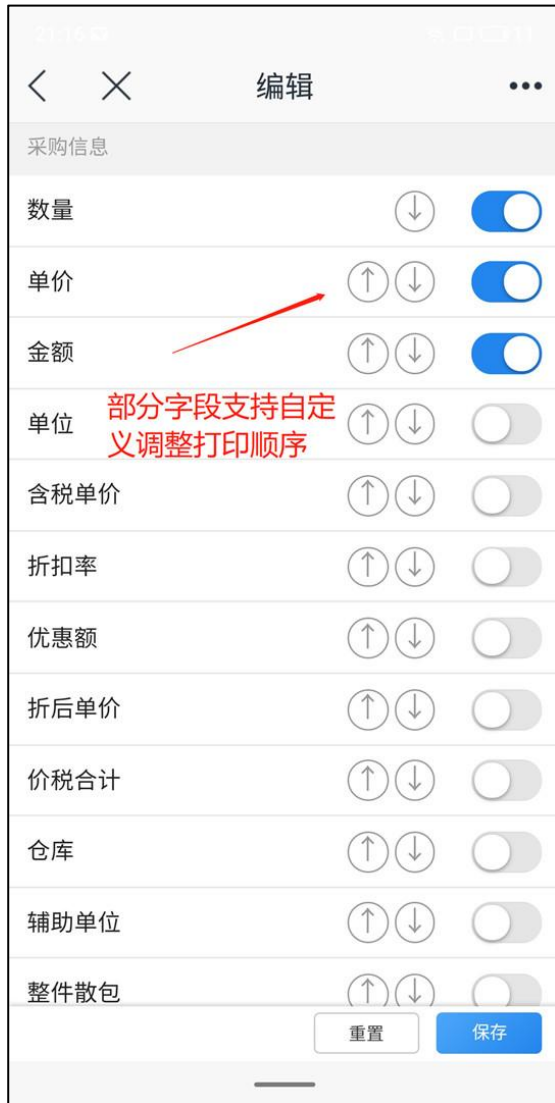 编辑
采购信息
数量
单价
金额
部分字段支持自定
单位
义调整打印顺序
含税单价
折扣率
优惠额
折后单价
价税合计
仓库
辅助单位
整件散包
重置 保存